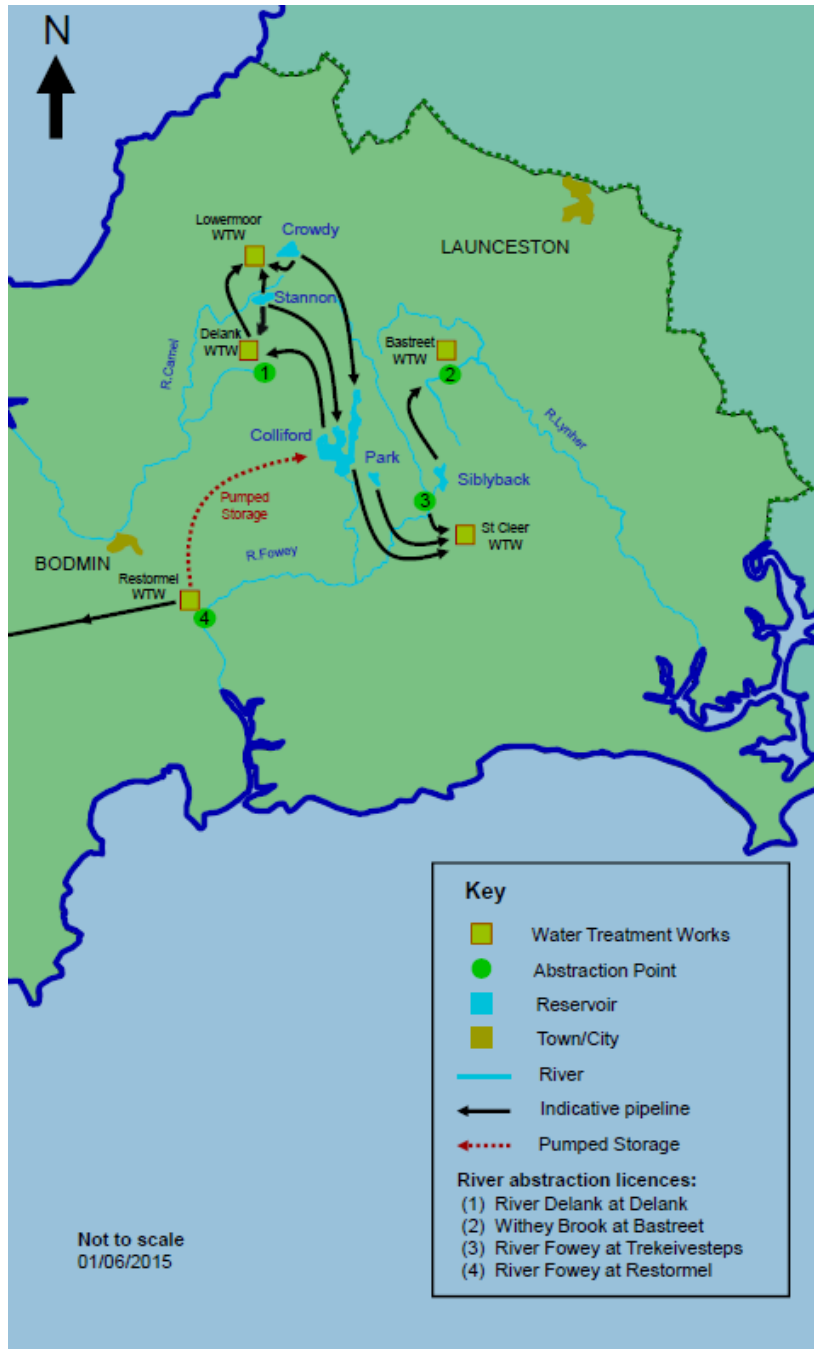 N
Lowermoor
WTW
Crowdy
LAUNCESTON
Stannon
Delank
WTW
Bastreet
WTW
R.Camel
1
2
R.Lynher
Colliford
Park
Siblyback
Pumped
Storage
3
St Cleer
WTW
R.Fowey
BODMIN
Restormel
WTW
4
Key
Water Treatment Works
Abstraction Point
Reservoir
Town/City
River
Indicative pipeline
Pumped Storage
River abstraction licences:
(1) River Delank at Delank
(2) Withey Brook at Bastreet
(3) River Fowey at Trekeivesteps
(4) River Fowey at Restormel
Not to scale
01/06/2015